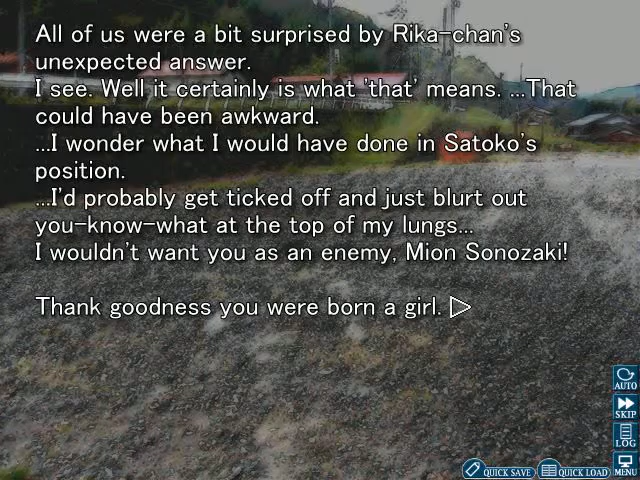 All of us were a bit surprised by Rika-chan's
unexpected answer.
I see. Well it certainly is what 'that' means. ...That
could have been awkward.
...I wonder what I would have done in Satoko's
position.
...I'd probably get ticked off and just blurt out
you-know-what at the top of my lungs...
I wouldn't want you as an enemy, Mion Sonozaki!
Thank goodness you were born a girl.
AUTO
SKIP
LOG
MENU
QUICK SAVE
QUICK LOAD